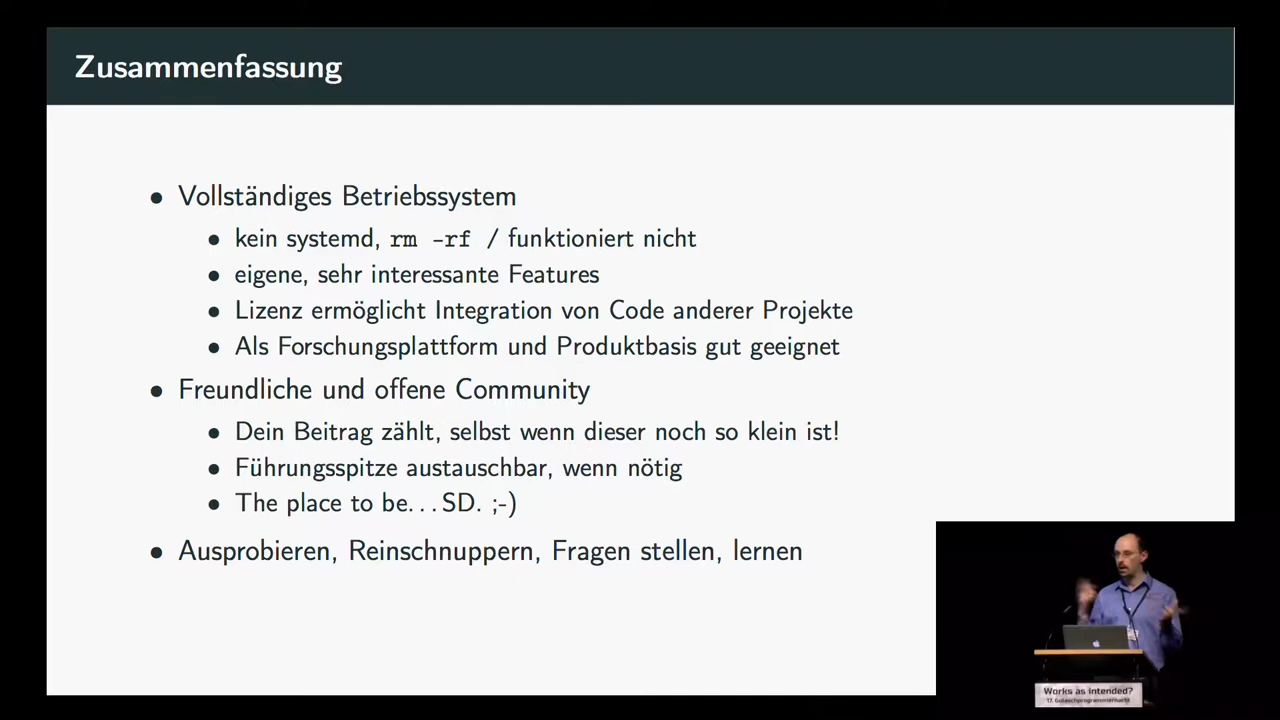 Zusammenfassung
• Vollständiges Betriebssystem
• kein systemd, rm -rf / funktioniert nicht
• eigene, sehr interessante Features
• Lizenz ermöglicht Integration von Code anderer Projekte
• Als Forschungsplattform und Produktbasis gut geeignet
• Freundliche und offene Community
• Dein Beitrag zählt, selbst wenn dieser noch so klein ist!
• Führungsspitze austauschbar, wenn nötig
• The place to be...SD. ;-)
• Ausprobieren, Reinschnuppern, Fragen stellen, lernen
Works as intended?
17. Gulaschprogrammiernacht